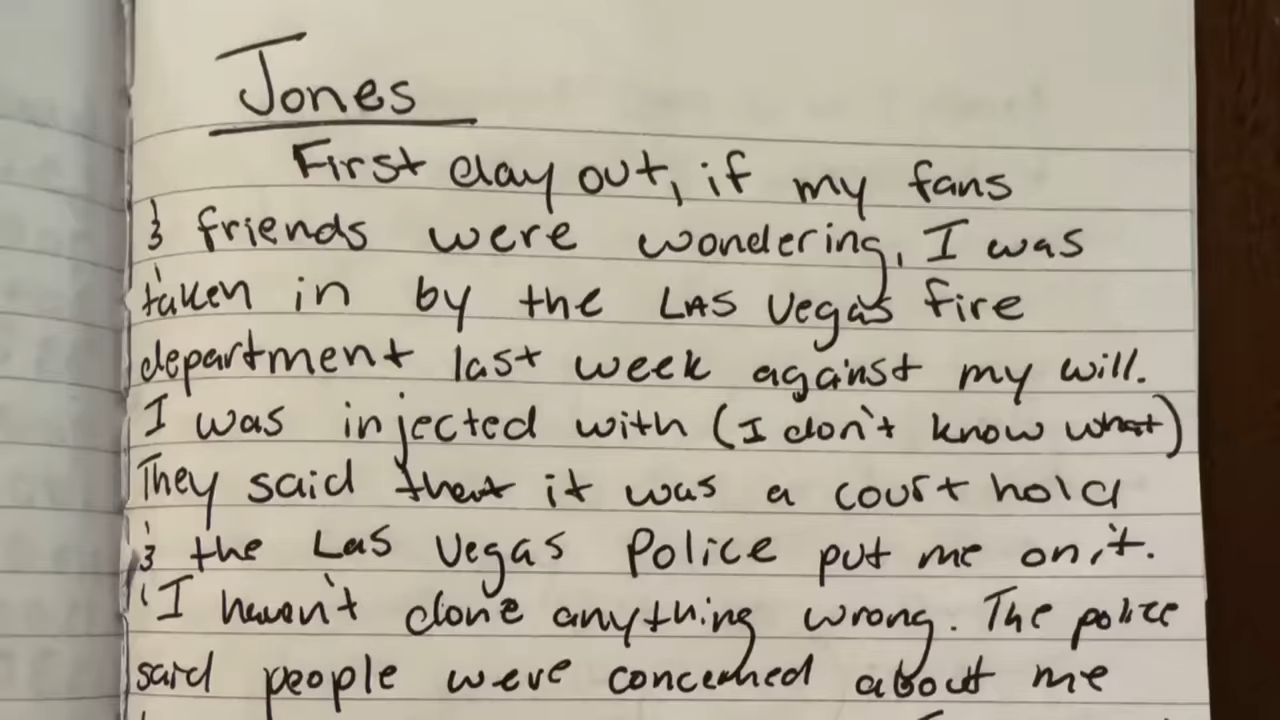 Jones
First day out, if my fans
& friends were wondering, I was
taken in by the LAS Vegas fire
department last week against my will.
I was injected with (I don't know what)
They said that it was a court hold
& the Las Vegas Police put me on it.
I haven't done anything wrong. The police
said people were concerned about me